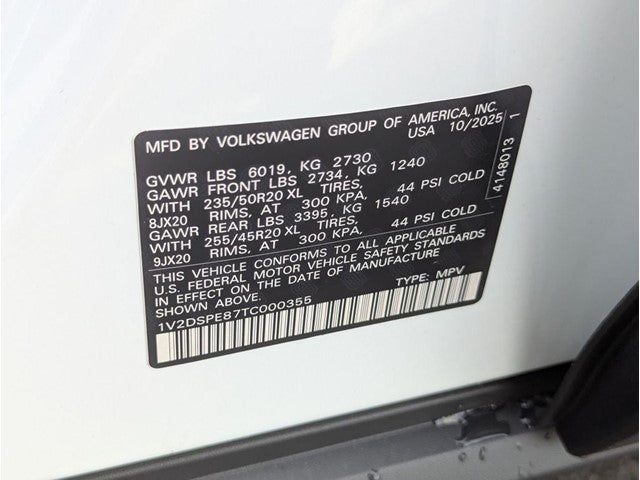 MFD BY VOLKSWAGEN GROUP OF AMERICA, INC.
USA 10/2025
GVWR LBS 6019, KG 2730
GAWR FRONT LBS 2734, KG 1240
WITH 235/50R20 XL TIRES,
8JX20 RIMS, AT 300 KPA, 44 PSI COLD
GAWR REAR LBS 3395, KG 1540
WITH 255/45R20 XL TIRES,
9JX20 RIMS, AT 300 KPA, 44 PSI COLD
THIS VEHICLE CONFORMS TO ALL APPLICABLE
U.S. FEDERAL MOTOR VEHICLE SAFETY
STANDARDS IN EFFECT ON THE DATE OF MANUFACTURE
SHOWN ABOVE.
TYPE: MPV
1V2DSPE87TC000355
4148013 1